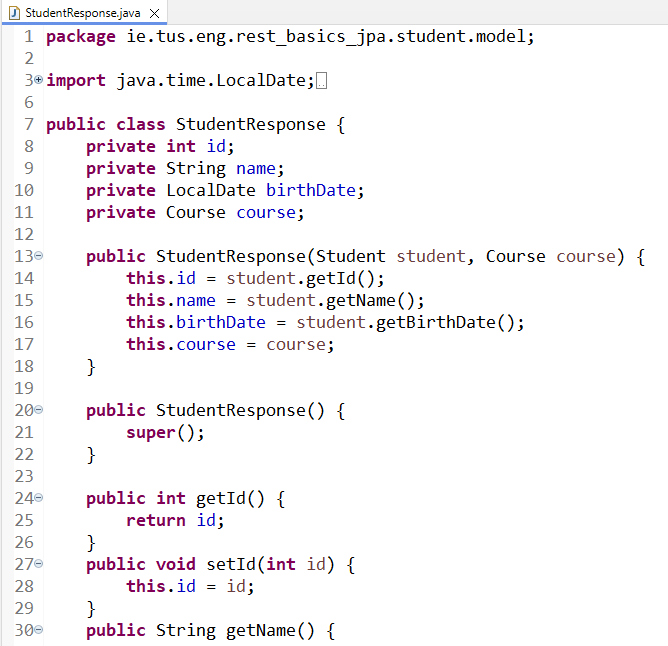 StudentResponse.java
1 package ie.tus.eng.rest_basics_jpa.student.model;
2
3 import java.time.LocalDate;
6
7 public class StudentResponse {
8     private int id;
9     private String name;
10     private LocalDate birthDate;
11     private Course course;
12
13     public StudentResponse(Student student, Course course) {
14         this.id = student.getId();
15         this.name = student.getName();
16         this.birthDate = student.getBirthDate();
17         this.course = course;
18     }
19
20     public StudentResponse() {
21         super();
22     }
23
24     public int getId() {
25         return id;
26     }
27     public void setId(int id) {
28         this.id = id;
29     }
30     public String getName() {